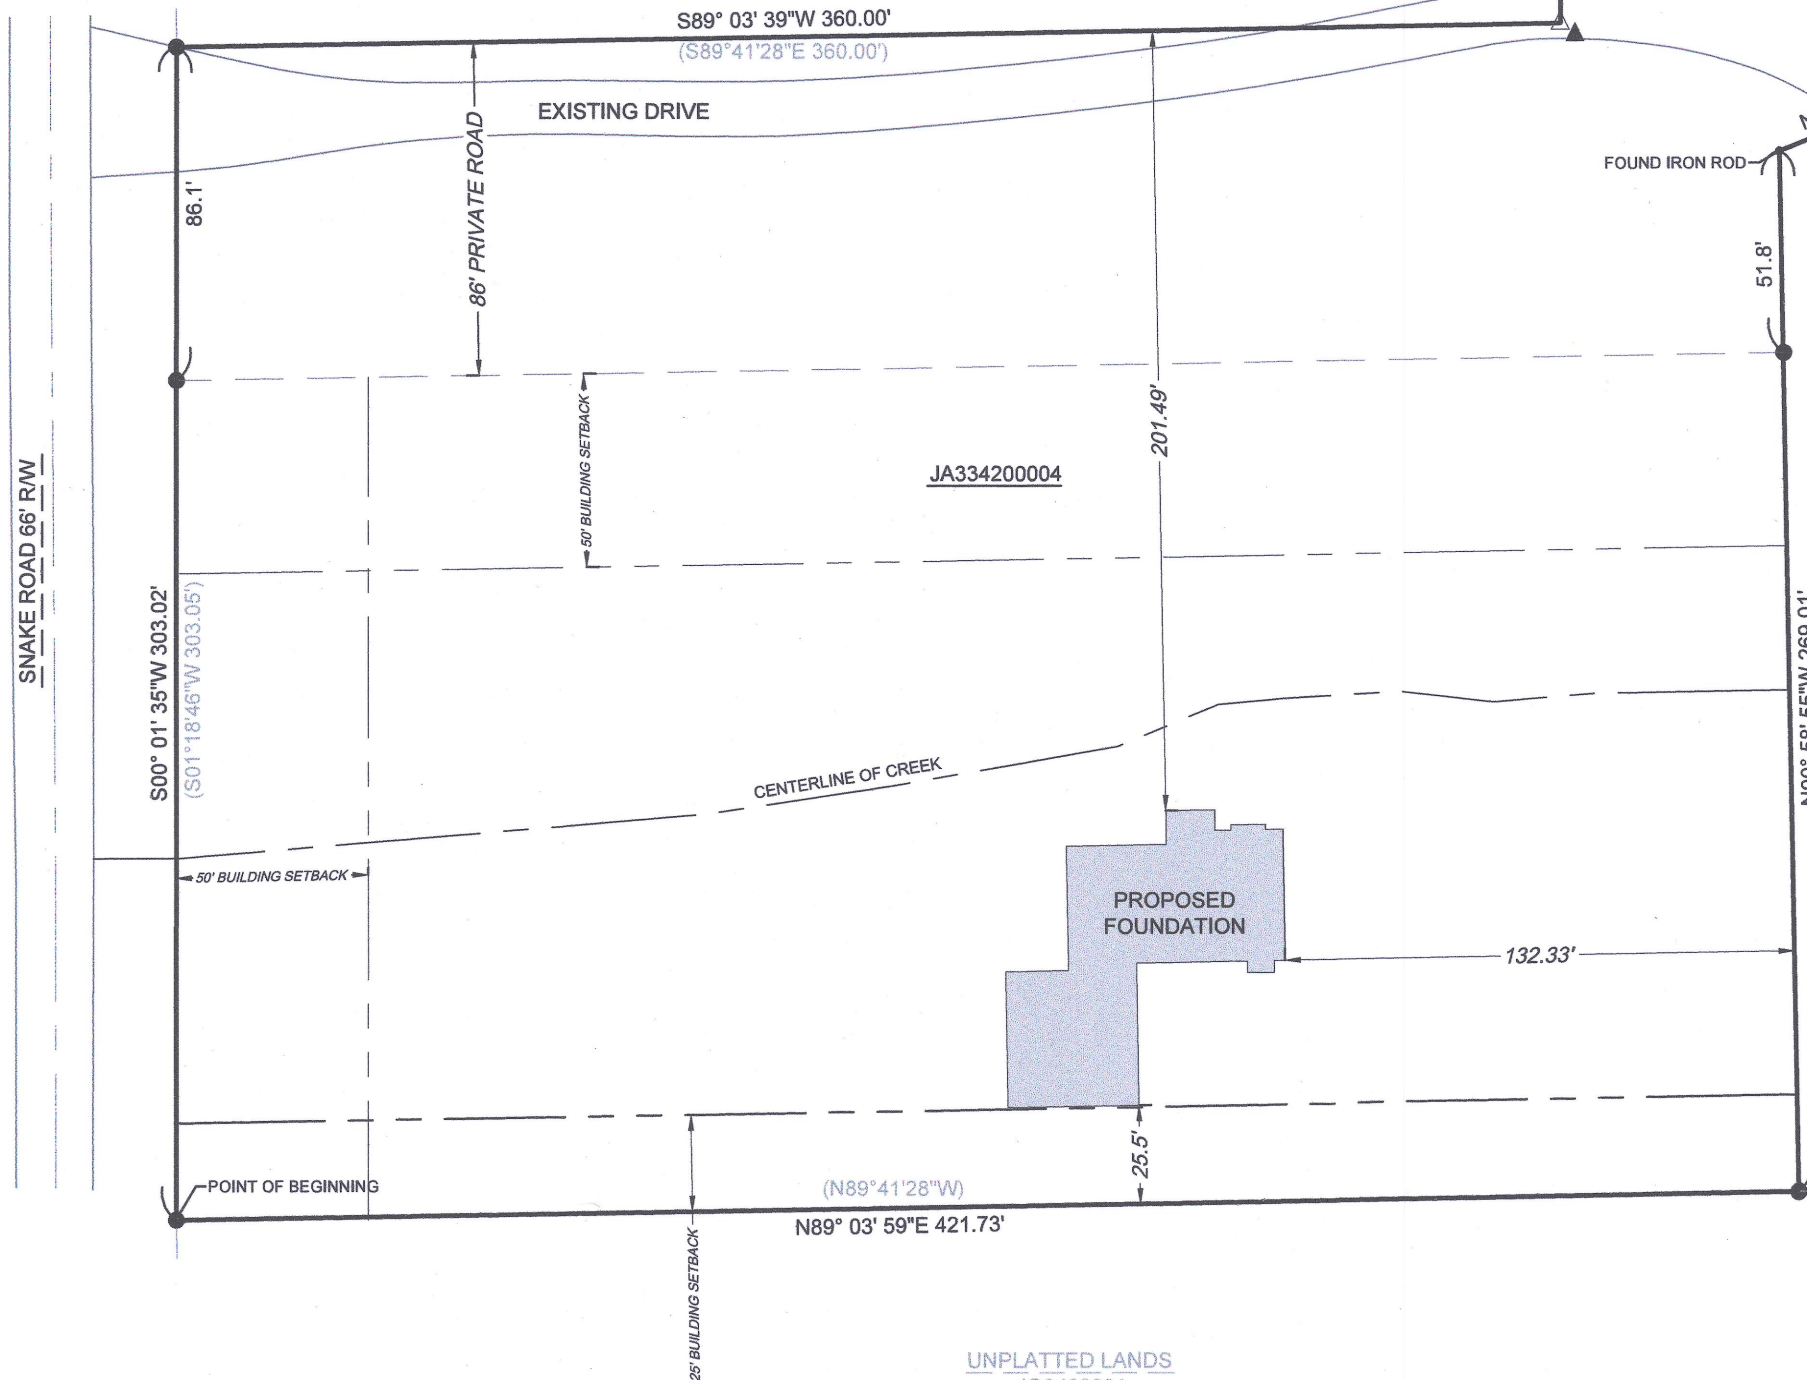 S89° 03' 39"W 360.00'
(S89°41'28"E 360.00')
EXISTING DRIVE
86' PRIVATE ROAD
86.1'
FOUND IRON ROD
51.8'
201.49'
50' BUILDING SETBACK
JA334200004
SNAKE ROAD 66' R/W
S00° 01' 35"W 303.02'
(S01°18'46"W 303.05')
CENTERLINE OF CREEK
50' BUILDING SETBACK
PROPOSED
FOUNDATION
132.33'
25.5'
POINT OF BEGINNING
(N89°41'28"W)
N89° 03' 59"E 421.73'
25' BUILDING SETBACK
UNPLATTED LANDS